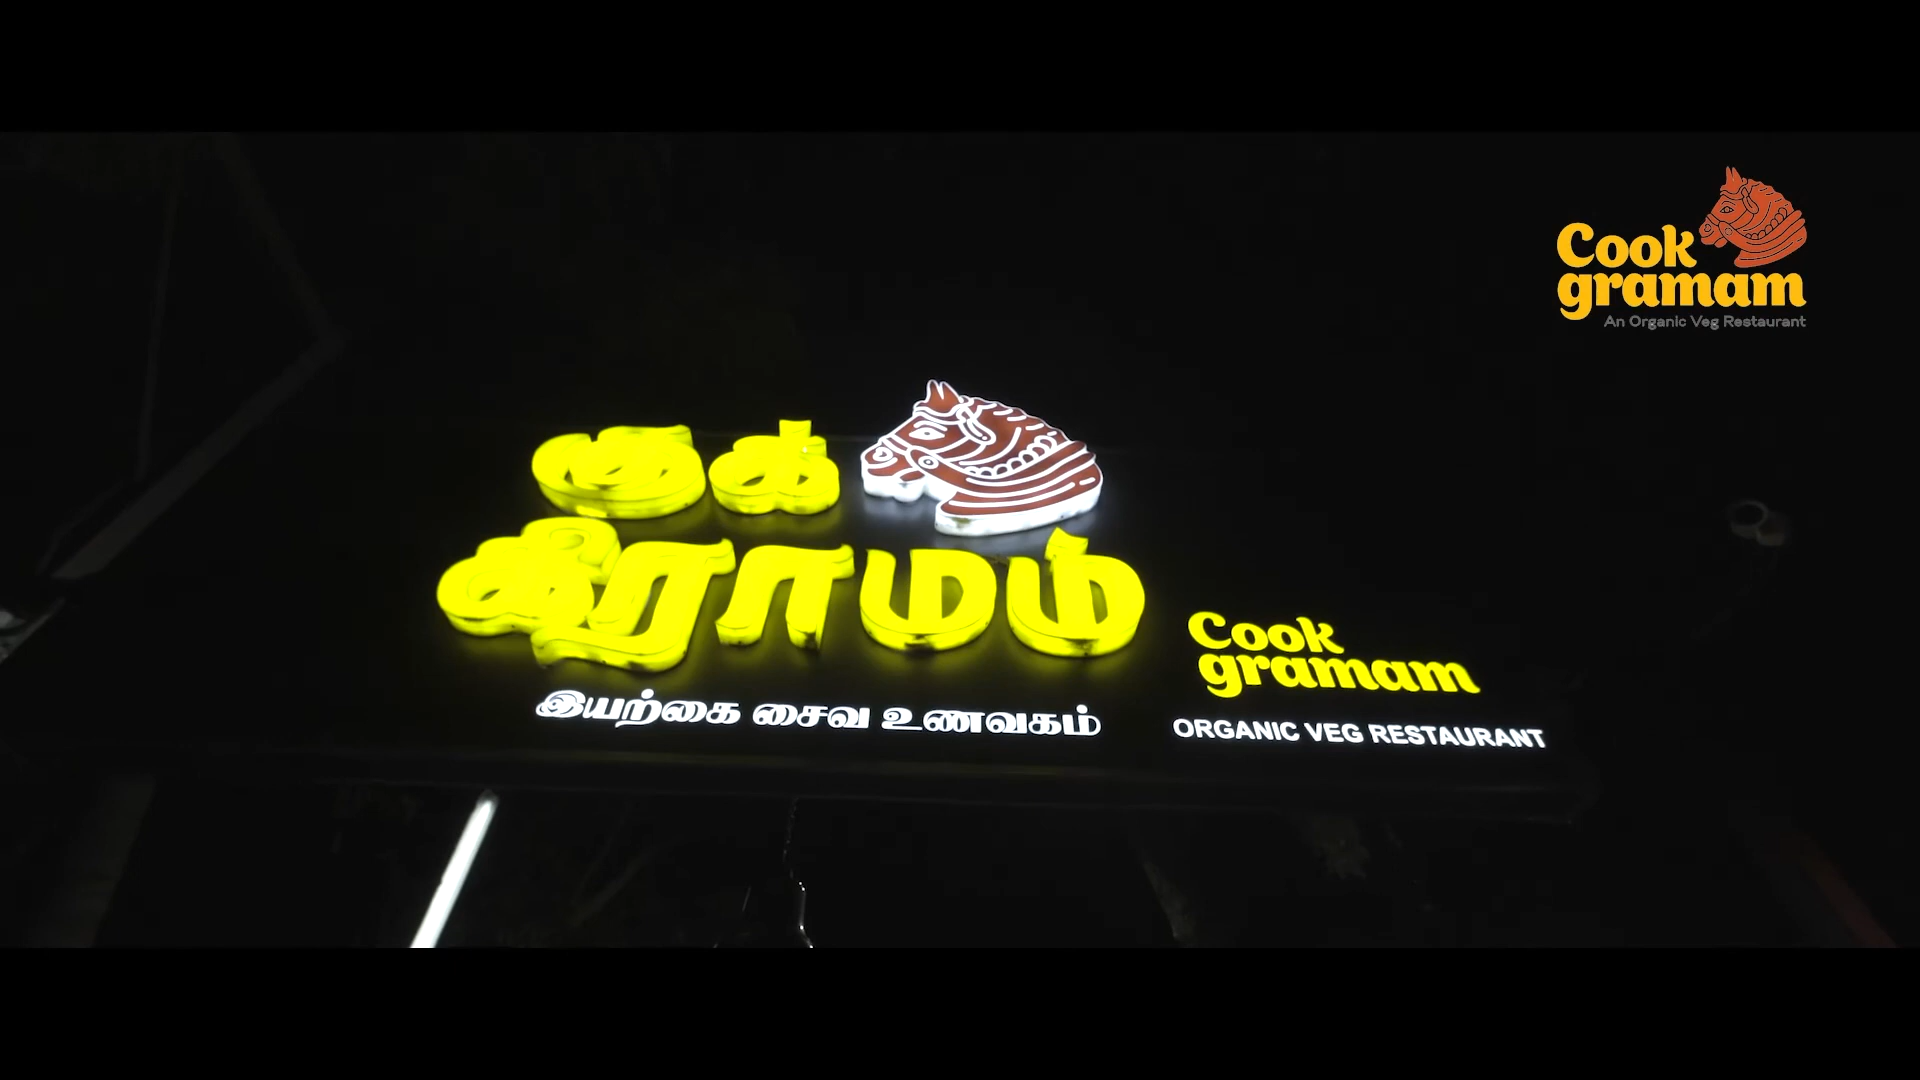 குக்
கிராமம்
இயற்கை சைவ உணவகம்
Cook
gramam
ORGANIC VEG RESTAURANT
Cook
gramam
An Organic Veg Restaurant